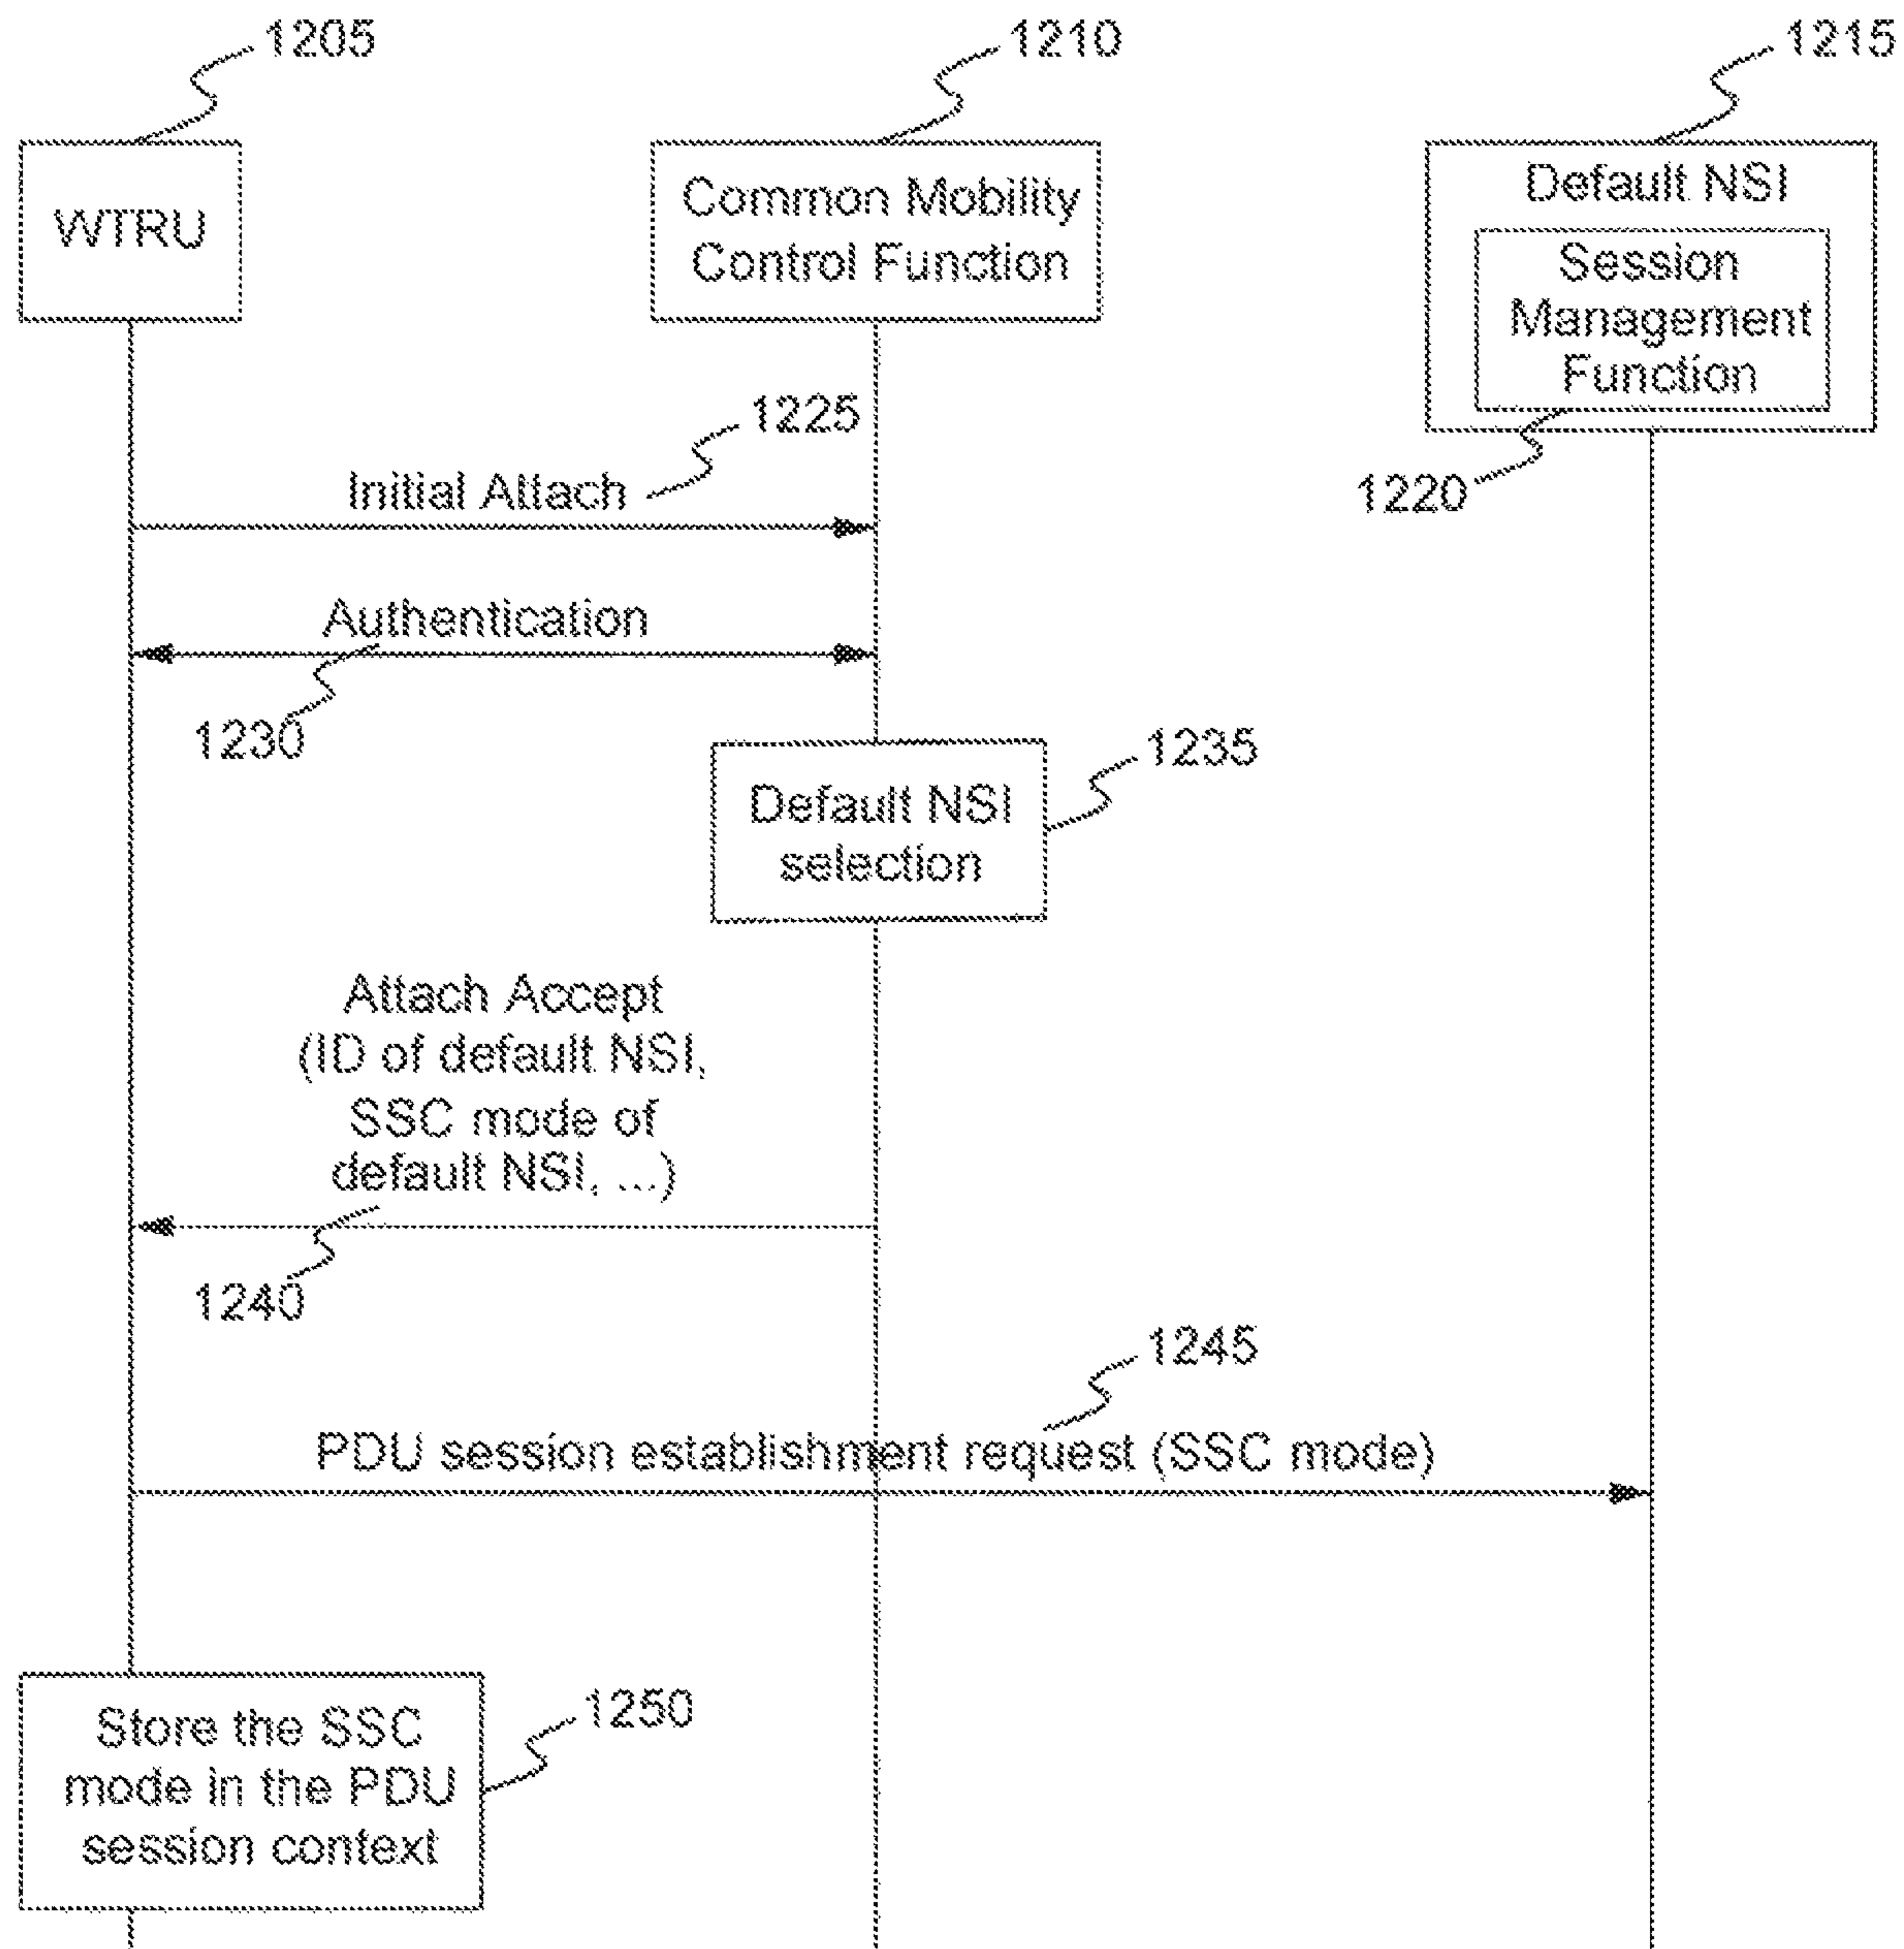 1205
1210
1215
WTRU
Common Mobility
Control Function
Default NSI
Session
Management
Function
1220
1225
Initial Attach
Authentication
1230
1235
Default NSI
selection
Attach Accept
(ID of default NSI,
SSC mode of
default NSI, ...)
1240
1245
PDU session establishment request (SSC mode)
Store the SSC
mode in the PDU
session context
1250